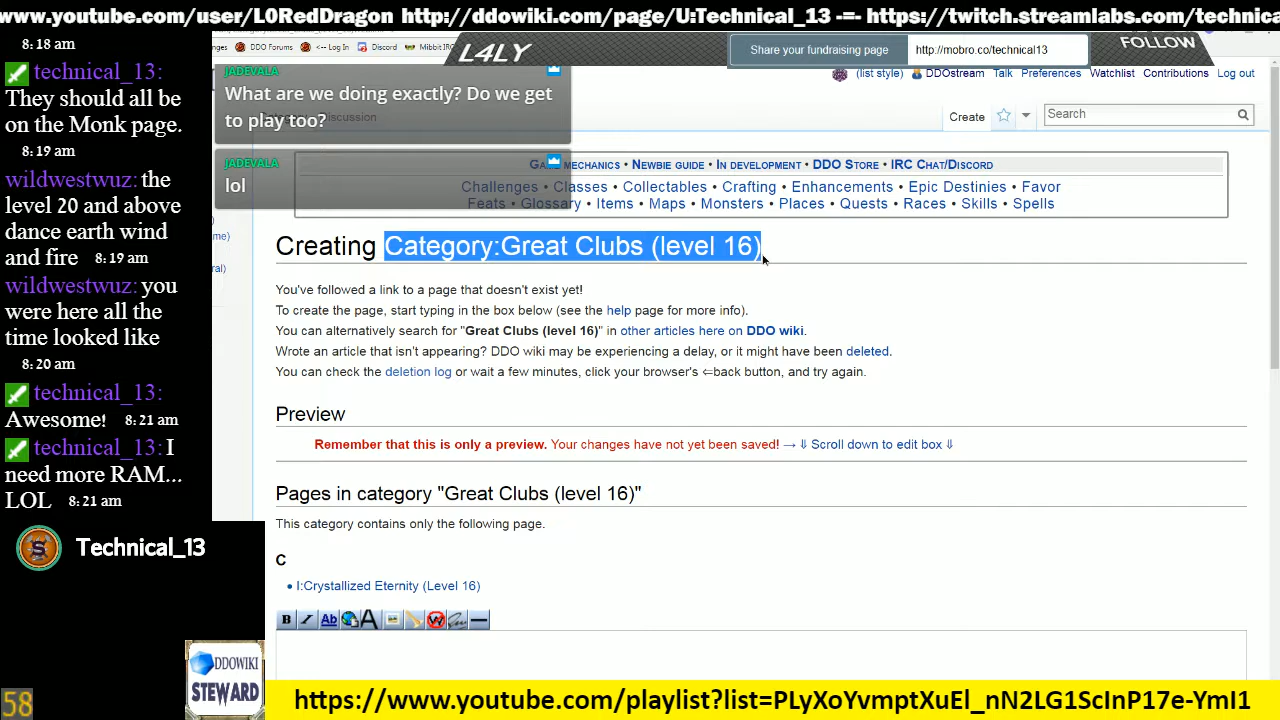 www.youtube.com/user/L0RedDragon http://ddowiki.com/page/U:Technical_13 -=- https://twitch.streamlabs.com/technica
8:18 am
technical_13:
They should all be
on the Monk page.
8:19 am
wildwestwuz: the
level 20 and above
dance earth wind
and fire 8:19 am
wildwestwuz: you
were here all the
time looked like
8:20 am
technical_13:
Awesome! 8:21 am
technical_13: I
need more RAM...
LOL 8:21 am
Technical_13
DDOWIKI
STEWARD
58
nges DDO Forums <-- Log In Discord Mibbit IRC
L4LY
Share your fundraising page http://mobro.co/technical13
FOLLOW
JADEVALA
What are we doing exactly? Do we get
to play too?
JADEVALA
lol
(list style) DDOstream Talk Preferences Watchlist Contributions Log out
Discussion
Create
Search
me)
ral)
MECHANICS • NEWBIE GUIDE • IN DEVELOPMENT • DDO STORE • IRC CHAT/DISCORD
Challenges • Classes • Collectables • Crafting • Enhancements • Epic Destinies • Favor
Feats • Glossary • Items • Maps • Monsters • Places • Quests • Races • Skills • Spells
Creating Category:Great Clubs (level 16)
You've followed a link to a page that doesn't exist yet!
To create the page, start typing in the box below (see the help page for more info).
You can alternatively search for "Great Clubs (level 16)" in other articles here on DDO wiki.
Wrote an article that isn't appearing? DDO wiki may be experiencing a delay, or it might have been deleted.
You can check the deletion log or wait a few minutes, click your browser's ⇐back button, and try again.
Preview
Remember that this is only a preview. Your changes have not yet been saved! → ⇓ Scroll down to edit box ⇓
Pages in category "Great Clubs (level 16)"
This category contains only the following page.
C
• I:Crystallized Eternity (Level 16)
B I Ab A W
https://www.youtube.com/playlist?list=PLyXoYvmptXuEl_nN2LG1ScInP17e-YmI1